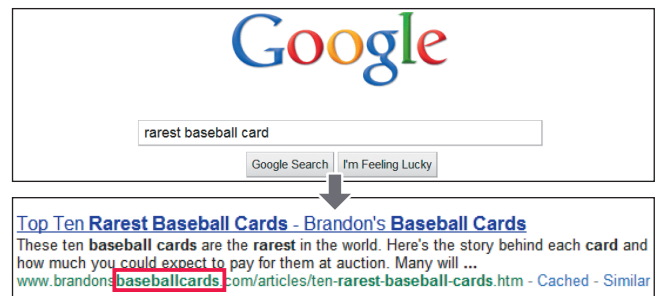 Google
rarest baseball card
Google Search I'm Feeling Lucky
Top Ten Rarest Baseball Cards - Brandon's Baseball Cards
These ten baseball cards are the rarest in the world. Here's the story behind each card and
how much you could expect to pay for them at auction. Many will ...
www.brandonsbaseballcards.com/articles/ten-rarest-baseball-cards.htm - Cached - Similar